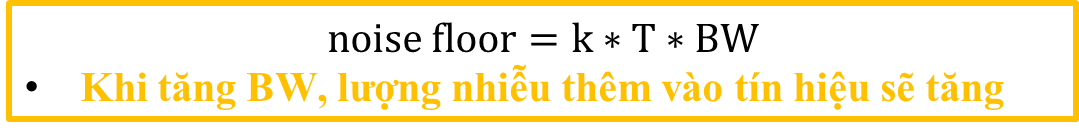 noise floor = k ∗ T ∗ BW
• Khi tăng BW, lượng nhiễu thêm vào tín hiệu sẽ tăng